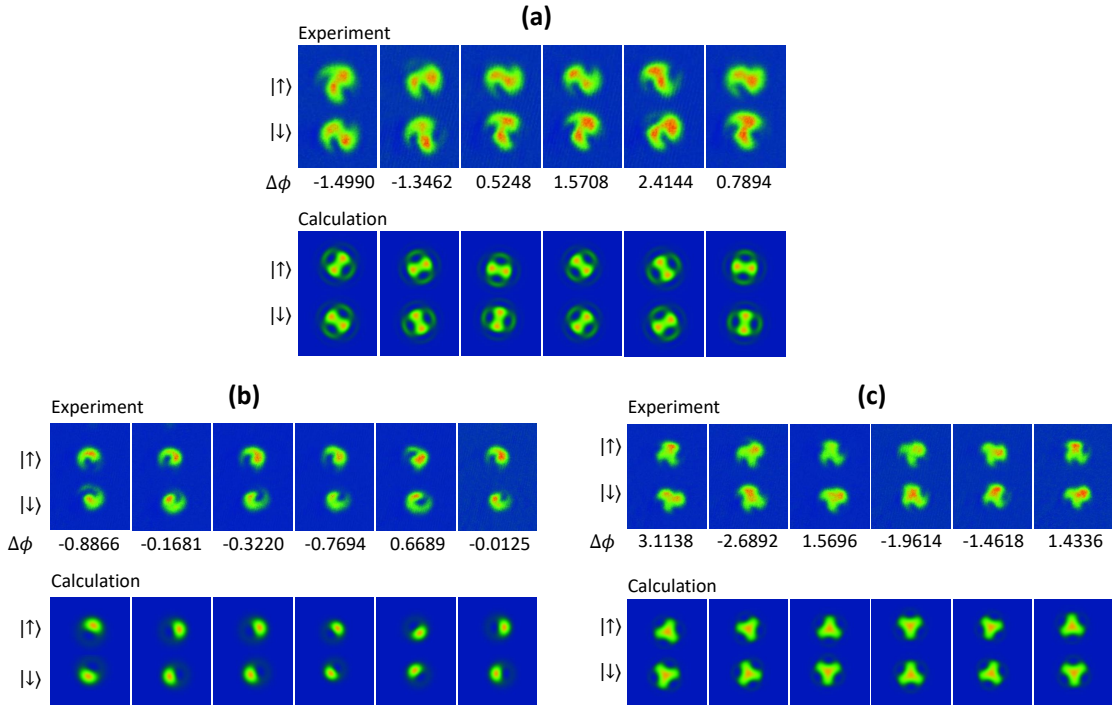 (a)
Experiment
|↑⟩
|↓⟩
Δϕ -1.4990 -1.3462 0.5248 1.5708 2.4144 0.7894
Calculation
|↑⟩
|↓⟩
(b)
Experiment
|↑⟩
|↓⟩
Δϕ -0.8866 -0.1681 -0.3220 -0.7694 0.6689 -0.0125
Calculation
|↑⟩
|↓⟩
(c)
Experiment
|↑⟩
|↓⟩
Δϕ 3.1138 -2.6892 1.5696 -1.9614 -1.4618 1.4336
Calculation
|↑⟩
|↓⟩